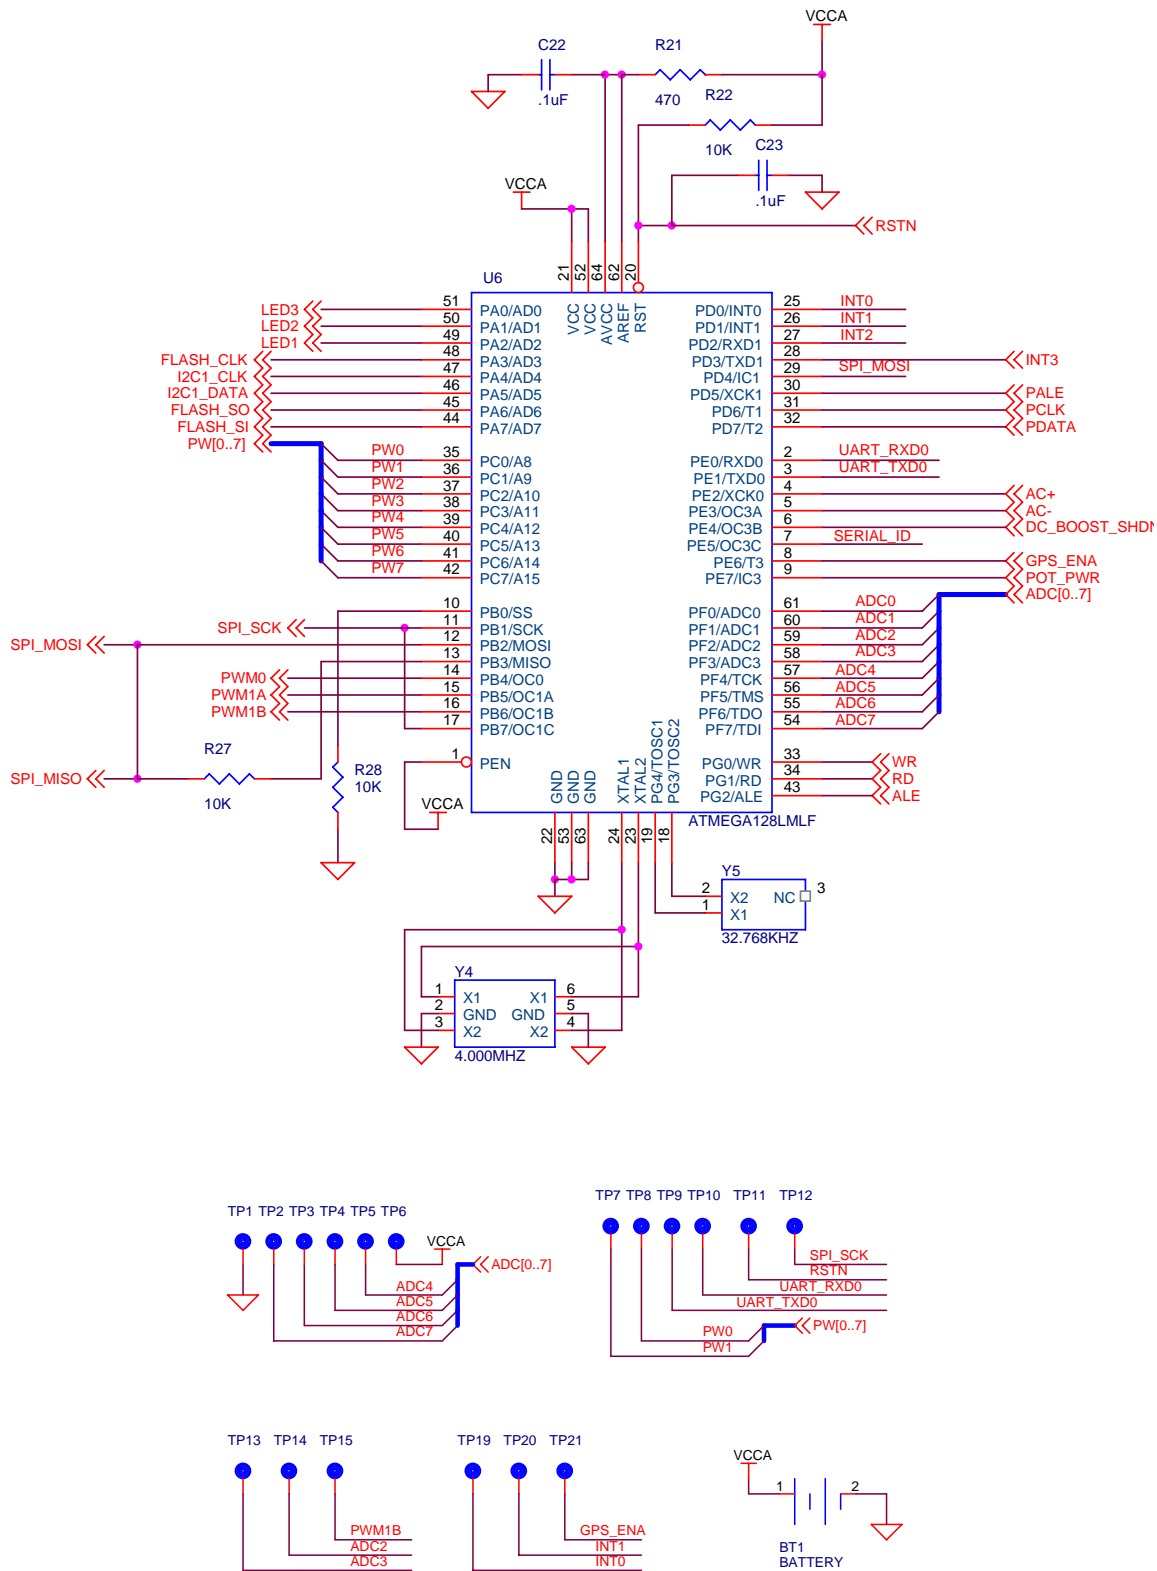 VCCA
C22 R21
.1uF 470 R22
10K C23
.1uF
VCCA
RSTN
U6
21 52 64 62 20
VCC VCC AVCC AREF RST
LED3 51 PA0/AD0 PD0/INT0 25 INT0
LED2 50 PA1/AD1 PD1/INT1 26 INT1
LED1 49 PA2/AD2 PD2/RXD1 27 INT2
FLASH_CLK 48 PA3/AD3 PD3/TXD1 28 INT3
I2C1_CLK 47 PA4/AD4 PD4/IC1 29 SPI_MOSI
I2C1_DATA 46 PA5/AD5 PD5/XCK1 30 PALE
FLASH_SO 45 PA6/AD6 PD6/T1 31 PCLK
FLASH_SI 44 PA7/AD7 PD7/T2 32 PDATA
PW[0..7]
PW0 35 PC0/A8 PE0/RXD0 2 UART_RXD0
PW1 36 PC1/A9 PE1/TXD0 3 UART_TXD0
PW2 37 PC2/A10 PE2/XCK0 4 AC+
PW3 38 PC3/A11 PE3/OC3A 5 AC-
PW4 39 PC4/A12 PE4/OC3B 6 DC_BOOST_SHDN
PW5 40 PC5/A13 PE5/OC3C 7 SERIAL_ID
PW6 41 PC6/A14 PE6/T3 8 GPS_ENA
PW7 42 PC7/A15 PE7/IC3 9 POT_PWR
ADC[0..7]
10 PB0/SS PF0/ADC0 61 ADC0
SPI_SCK 11 PB1/SCK PF1/ADC1 60 ADC1
SPI_MOSI 12 PB2/MOSI PF2/ADC2 59 ADC2
13 PB3/MISO PF3/ADC3 58 ADC3
PWM0 14 PB4/OC0 PF4/TCK 57 ADC4
PWM1A 15 PB5/OC1A PF5/TMS 56 ADC5
PWM1B 16 PB6/OC1B PF6/TDO 55 ADC6
17 PB7/OC1C PF7/TDI 54 ADC7
R27
1 PEN PG0/WR 33 WR
SPI_MISO R28 PG1/RD 34 RD
10K 10K PG2/ALE 43 ALE
VCCA
GND GND GND XTAL1 XTAL2 PG4/TOSC1 PG3/TOSC2
ATMEGA128LMLF
22 53 63 24 23 19 18
Y5
2 X2 NC 3
1 X1
32.768KHZ
Y4
1 X1 X1 6
2 GND GND 5
3 X2 X2 4
4.000MHZ
TP1 TP2 TP3 TP4 TP5 TP6
VCCA
ADC[0..7]
ADC4
ADC5
ADC6
ADC7
TP7 TP8 TP9 TP10 TP11 TP12
SPI_SCK
RSTN
UART_RXD0
UART_TXD0
PW0 PW[0..7]
PW1
TP13 TP14 TP15
PWM1B
ADC2
ADC3
TP19 TP20 TP21
GPS_ENA
INT1
INT0
VCCA
1 2
BT1
BATTERY